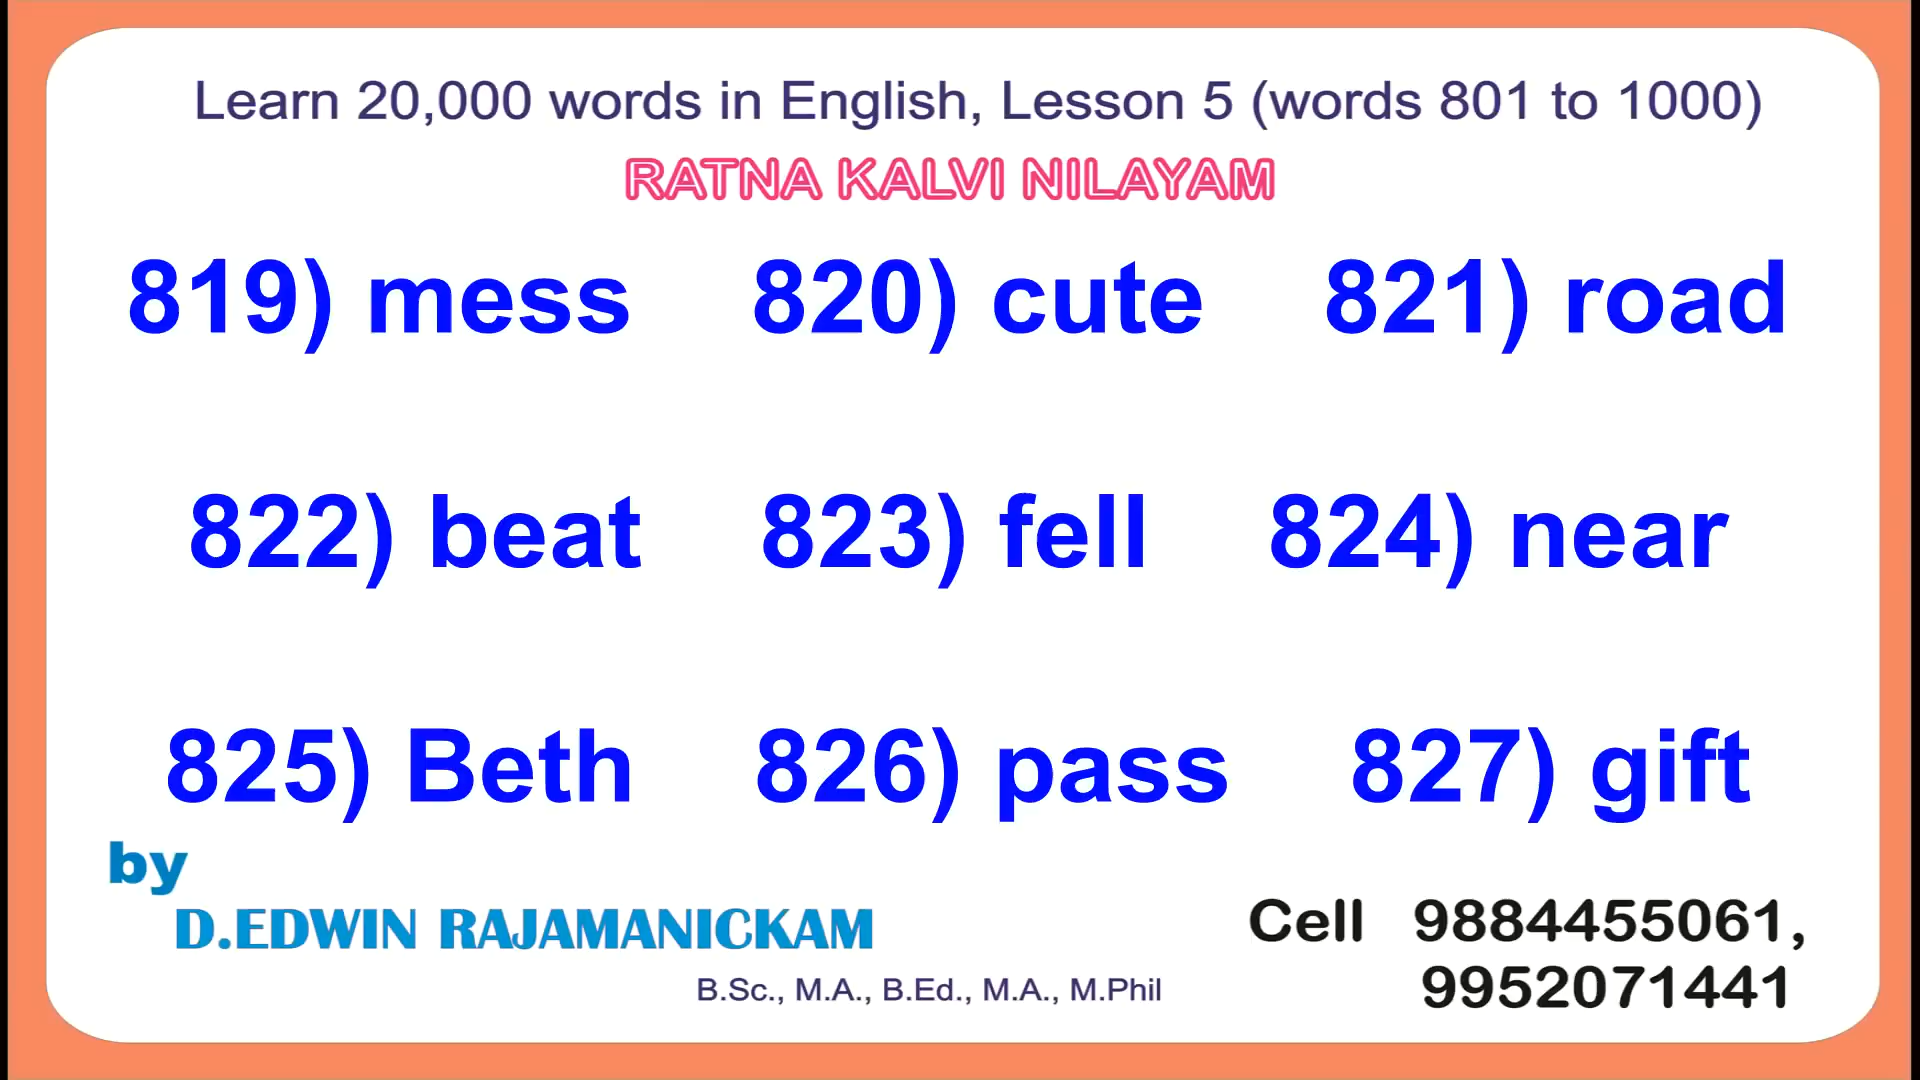 Learn 20,000 words in English, Lesson 5 (words 801 to 1000)
RATNA KALVI NILAYAM
819) mess 820) cute 821) road
822) beat 823) fell 824) near
825) Beth 826) pass 827) gift
by
D.EDWIN RAJAMANICKAM
B.Sc., M.A., B.Ed., M.A., M.Phil
Cell 9884455061,
9952071441